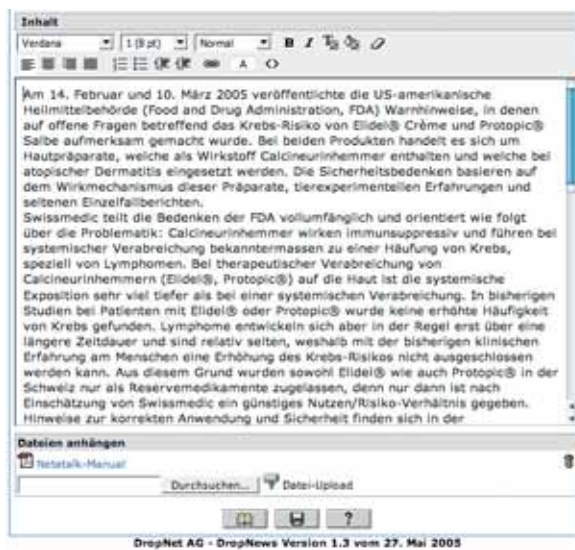 Inhalt
Verdana 1 (8 pt) Normal B I
A <>
Am 14. Februar und 10. März 2005 veröffentlichte die US-amerikanische
Heilmittelbehörde (Food and Drug Administration, FDA) Warnhinweise, in denen
auf offene Fragen betreffend das Krebs-Risiko von Elidel® Crème und Protopic®
Salbe aufmerksam gemacht wurde. Bei beiden Produkten handelt es sich um
Hautpräparate, welche als Wirkstoff Calcineurinhemmer enthalten und welche bei
atopischer Dermatitis eingesetzt werden. Die Sicherheitsbedenken basieren auf
dem Wirkmechanismus dieser Präparate, tierexperimentellen Erfahrungen und
seltenen Einzelfallberichten.
Swissmedic teilt die Bedenken der FDA vollumfänglich und orientiert wie folgt
über die Problematik: Calcineurinhemmer wirken immunsuppressiv und führen bei
systemischer Verabreichung bekanntermassen zu einer Häufung von Krebs,
speziell von Lymphomen. Bei therapeutischer Verabreichung von
Calcineurinhemmern (Elidel®, Protopic®) auf die Haut ist die systemische
Exposition sehr viel tiefer als bei einer systemischen Verabreichung. In bisherigen
Studien bei Patienten mit Elidel® oder Protopic® wurde keine erhöhte Häufigkeit
von Krebs gefunden. Lymphome entwickeln sich aber in der Regel erst über eine
längere Zeitdauer und sind relativ selten, weshalb mit der bisherigen klinischen
Erfahrung am Menschen eine Erhöhung des Krebs-Risikos nicht ausgeschlossen
werden kann. Aus diesem Grund wurden sowohl Elidel® wie auch Protopic® in der
Schweiz nur als Reservemedikamente zugelassen, denn nur dann ist nach
Einschätzung von Swissmedic ein günstiges Nutzen/Risiko-Verhältnis gegeben.
Hinweise zur korrekten Anwendung und Sicherheit finden sich in der
Dateien anhängen
Netetalk-Manual
Durchsuchen... Datei-Upload
?
DropNet AG - DropNews Version 1.3 vom 27. Mai 2005